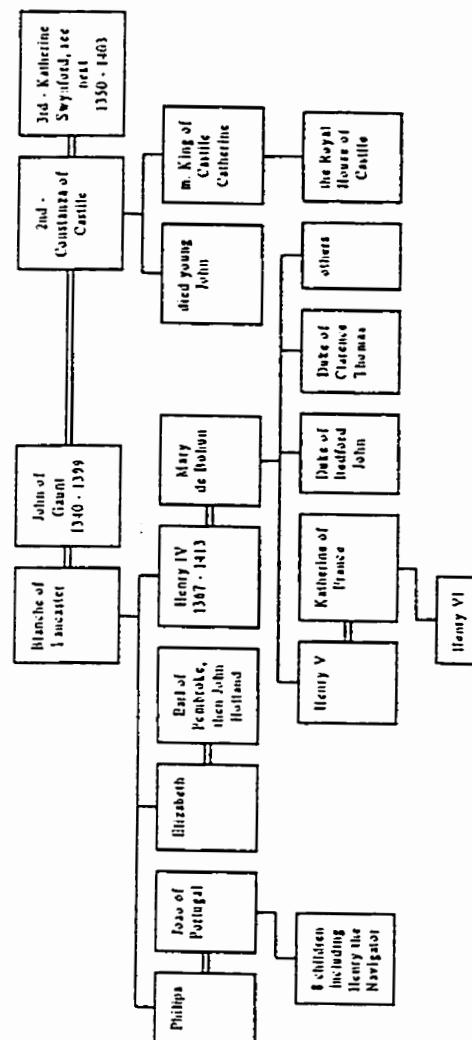 Blanche of
Lancaster
John of
Gaunt
1340 - 1399
2nd -
Constanza of
Castile
3rd - Katherine
Swynford, see
next
1350 - 1403
Philipa
Joao of
Portugal
Elizabeth
Earl of
Pembroke,
then John
Holland
Henry IV
1367 - 1413
Mary
de Bohun
died young
John
m. King of
Castile
Catherine
8 children
including
Henry the
Navigator
Henry V
Katherine of
France
Duke of
Bedford
John
Duke of
Clarence
Thomas
others
the Royal
House of
Castile
Henry VI